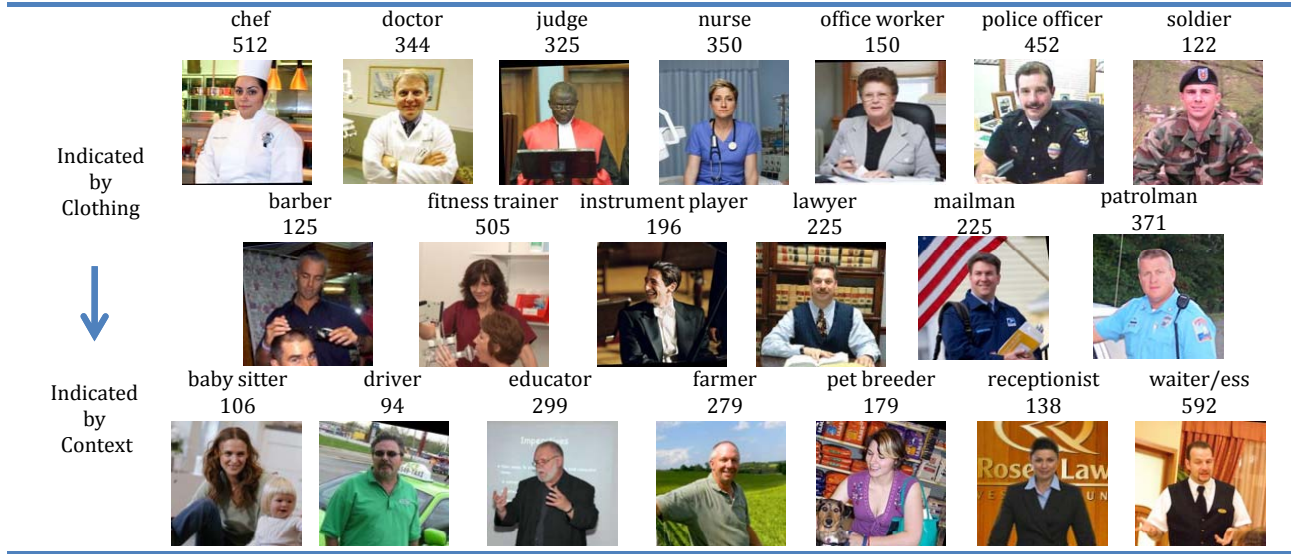 chef doctor judge nurse office worker police officer soldier
512 344 325 350 150 452 122
Indicated
by
Clothing
barber fitness trainer instrument player lawyer mailman patrolman
125 505 196 225 225 371
Indicated
by
Context
baby sitter driver educator farmer pet breeder receptionist waiter/ess
106 94 299 279 179 138 592